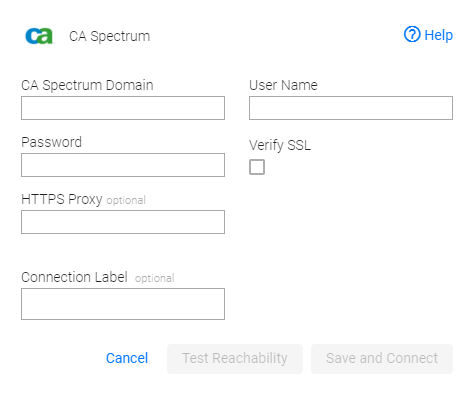 ca CA Spectrum
Help
CA Spectrum Domain
User Name
Password
Verify SSL
HTTPS Proxy optional
Connection Label optional
Cancel
Test Reachability
Save and Connect